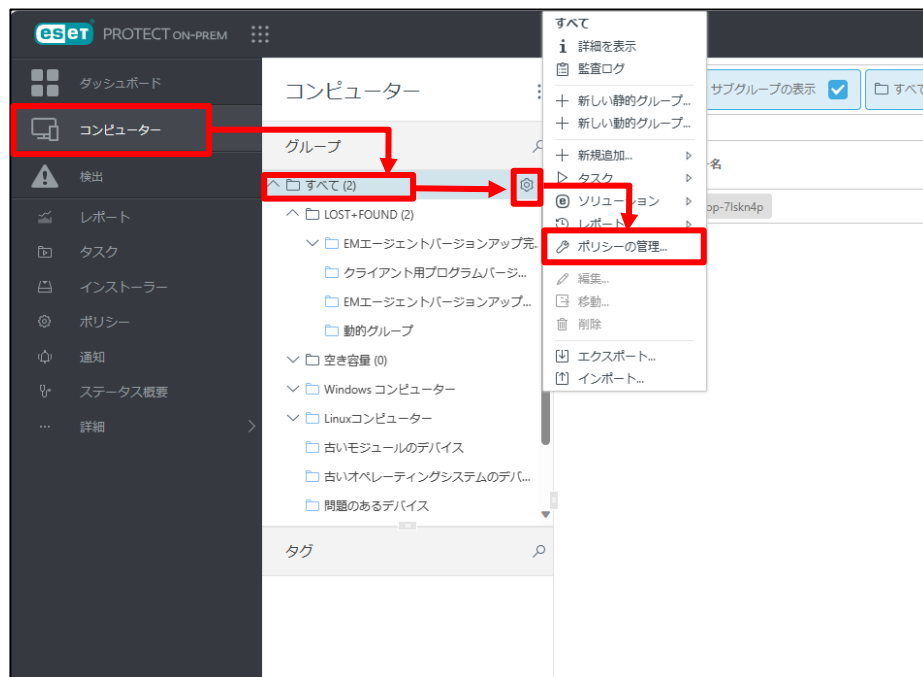 eset PROTECT ON-PREM
ダッシュボード
コンピューター
検出
レポート
タスク
インストーラー
ポリシー
通知
ステータス概要
詳細
コンピューター
グループ
すべて (2)
LOST+FOUND (2)
EMエージェントバージョンアップ完...
クライアント用プログラムバージ...
EMエージェントバージョンアップ...
動的グループ
空き容量 (0)
Windows コンピューター
Linuxコンピューター
古いモジュールのデバイス
古いオペレーティングシステムのデバ...
問題のあるデバイス
タグ
すべて
詳細を表示
監査ログ
新しい静的グループ...
新しい動的グループ...
新規追加...
タスク
ソリューション
レポート
ポリシーの管理...
編集...
移動...
削除
エクスポート...
インポート...
サブグループの表示
すべて
名
op-7lskn4p